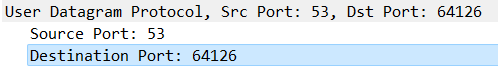 User Datagram Protocol, Src Port: 53, Dst Port: 64126
Source Port: 53
Destination Port: 64126